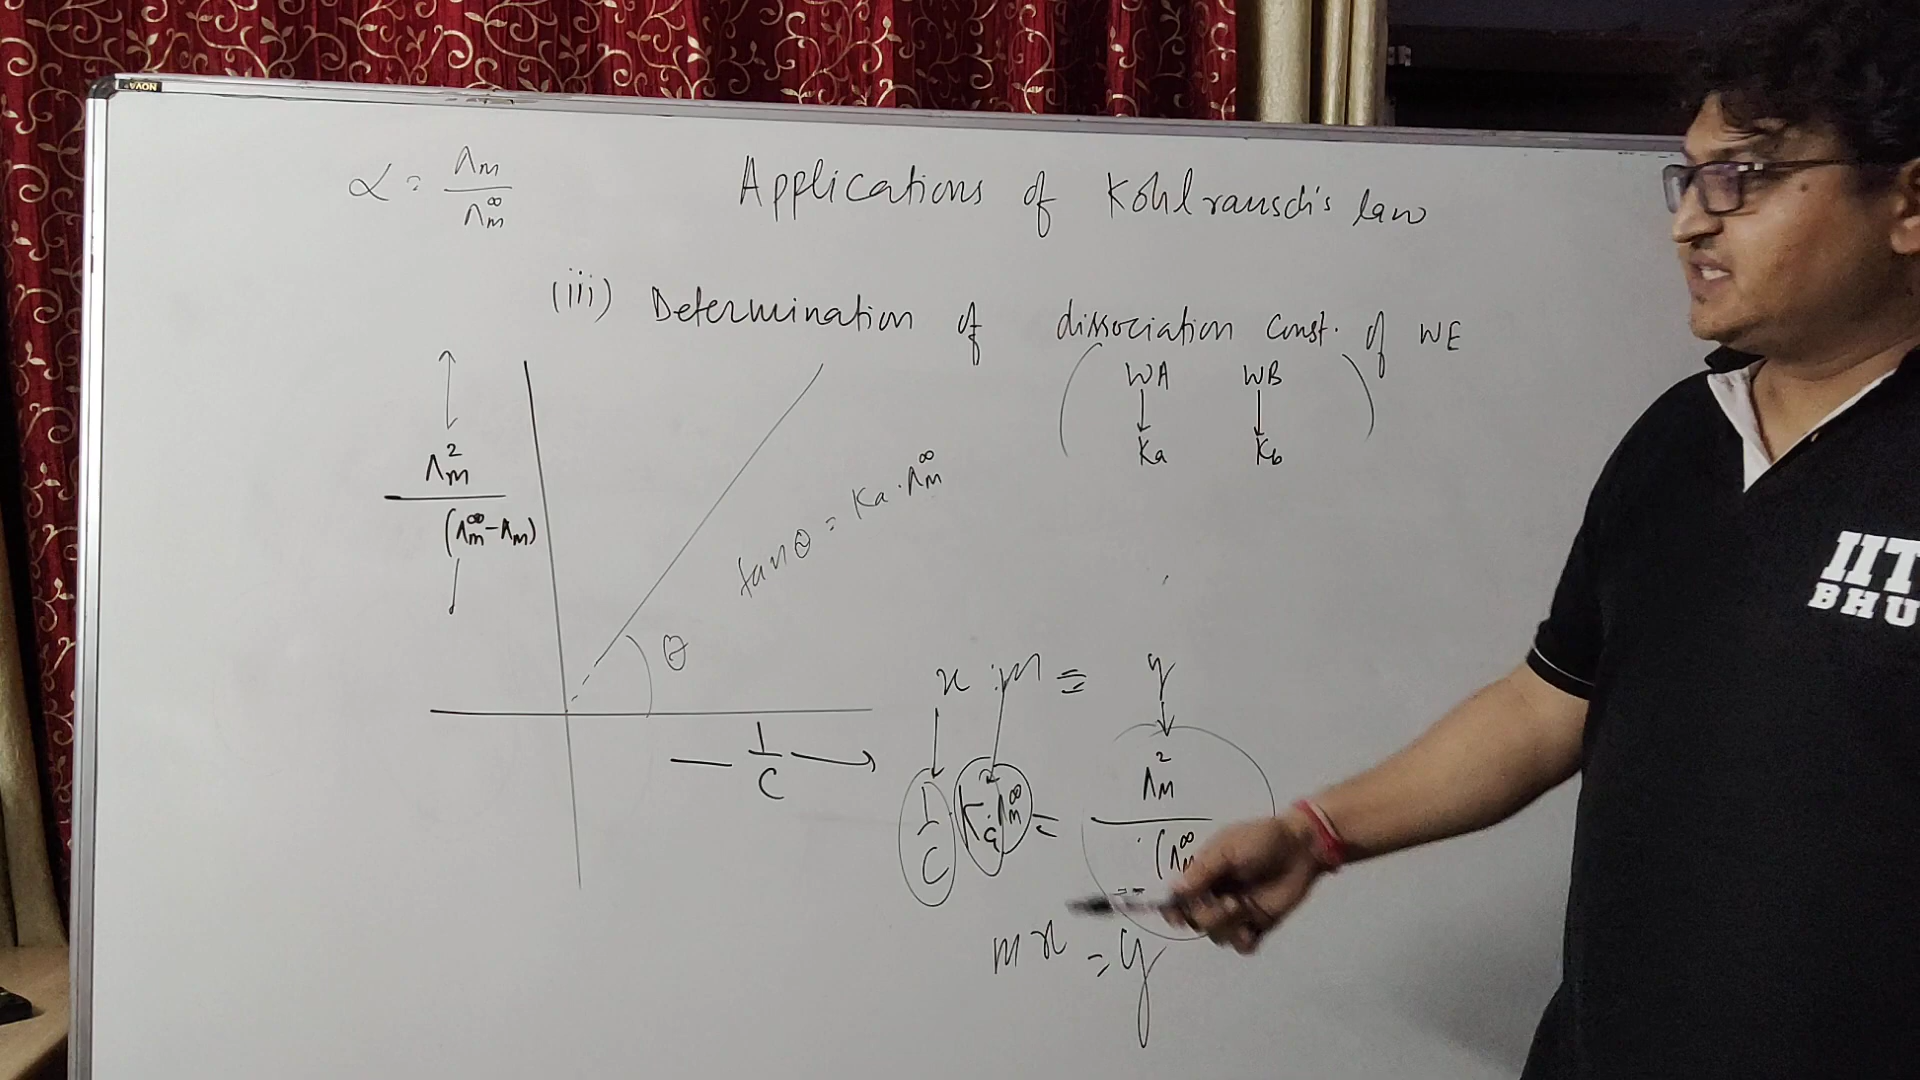 NOVA
α = Λm / Λm∞
Applications of Kohlrausch's law
(iii) Determination of dissociation const. of WE
WA WB
Ka Kb
Λm²
(Λm∞ - Λm)
tanθ = Ka . Λm∞
θ
1/C
x . m = y
1/C Ka . Λm∞ = Λm² / (Λm∞
mx = y
IIT
BHU